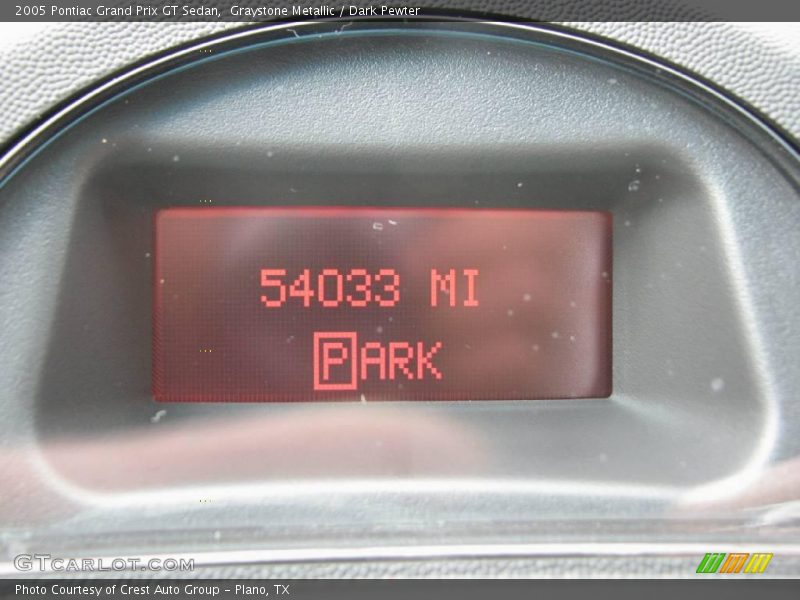 2005 Pontiac Grand Prix GT Sedan,  Graystone Metallic / Dark Pewter
54033 MI
PARK
GTCARLOT.COM
Photo Courtesy of Crest Auto Group - Plano, TX